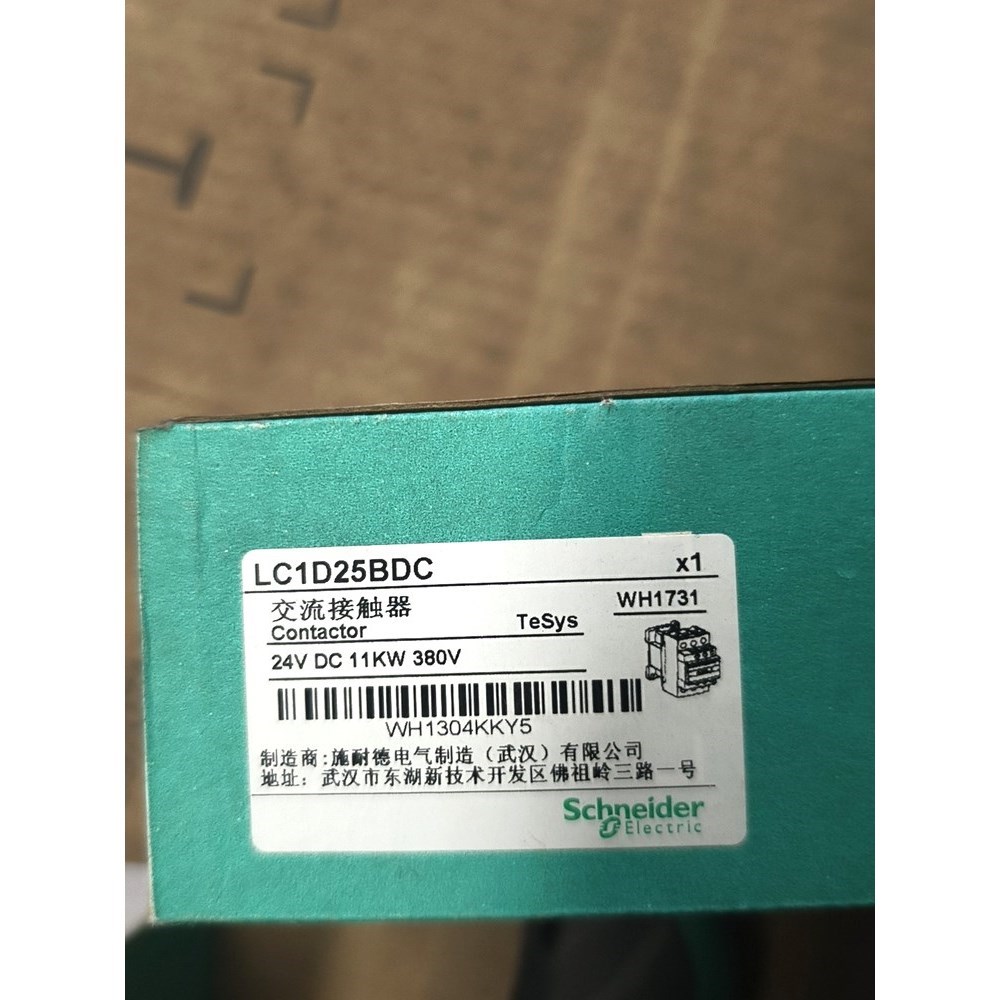 LC1D25BDC x1
交流接触器 WH1731
Contactor TeSys
24V DC 11KW 380V
WH1304KKY5
制造商:施耐德电气制造（武汉）有限公司
地址：武汉市东湖新技术开发区佛祖岭三路一号
Schneider
Electric